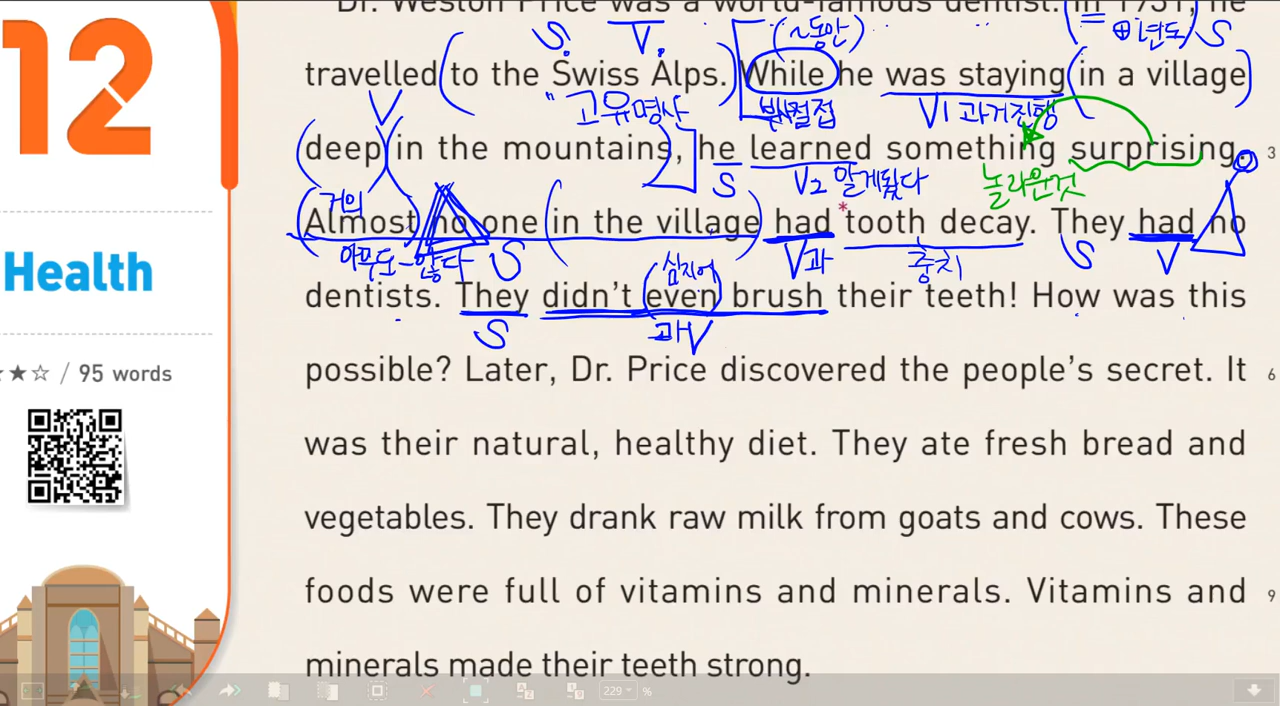 12
Health
★☆ / 95 words
Dr. Weston Price was a world-famous dentist. In 1931, he
S. V. (~동안) (= ⊕년도) S
travelled (to the Swiss Alps.) [While he was staying (in a village)
V " 고유명사 부.절접 V1 과거진행
(deep) (in the mountains),] he learned something surprising. 3
S V2 알게됬다 놀라운것
거의
(Almost) no one (in the village) had *tooth decay. They had no
아무도~않다 S V과 충치 S V
심지어
dentists. They didn't (even) brush their teeth! How was this
S 과V
possible? Later, Dr. Price discovered the people's secret. It 6
was their natural, healthy diet. They ate fresh bread and
vegetables. They drank raw milk from goats and cows. These
foods were full of vitamins and minerals. Vitamins and 9
minerals made their teeth strong.
229 %